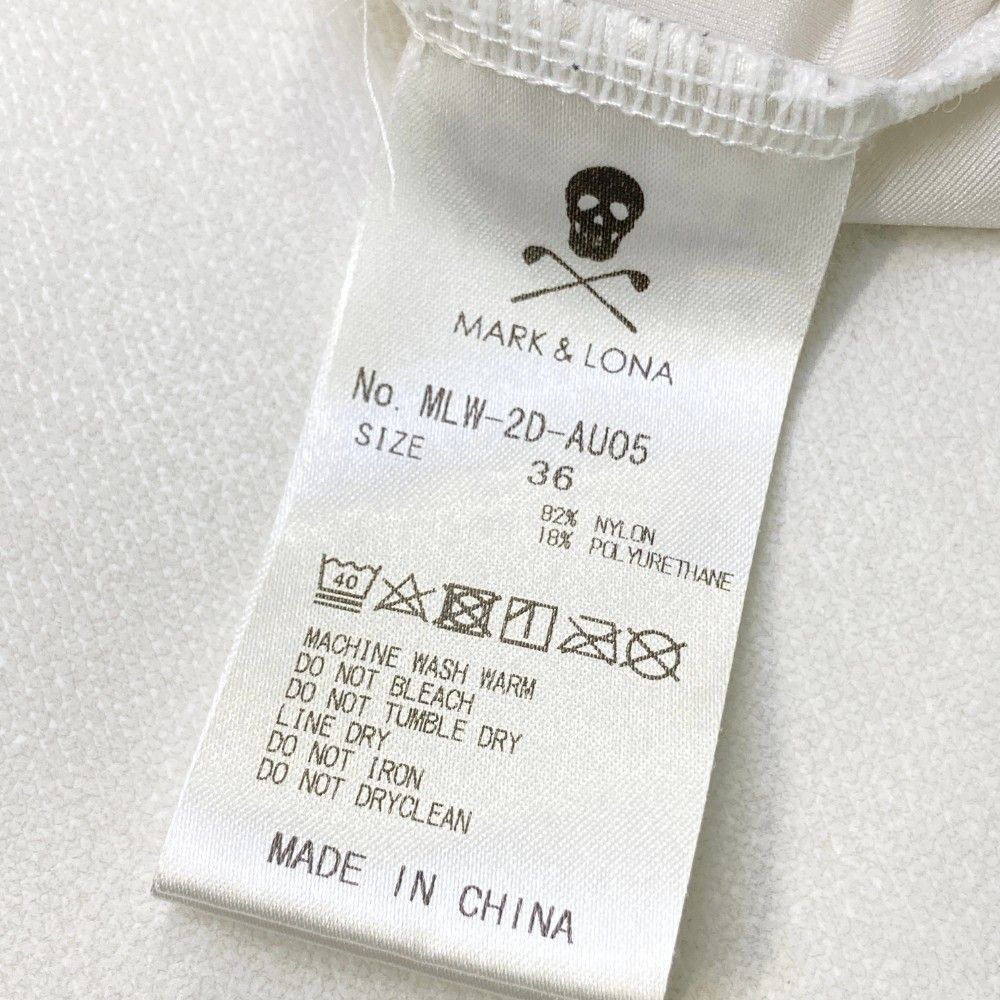 MARK & LONA
No. MLW-2D-AU05
SIZE 36
82% NYLON
18% POLYURETHANE
40
MACHINE WASH WARM
DO NOT BLEACH
DO NOT TUMBLE DRY
LINE DRY
DO NOT IRON
DO NOT DRYCLEAN
MADE IN CHINA